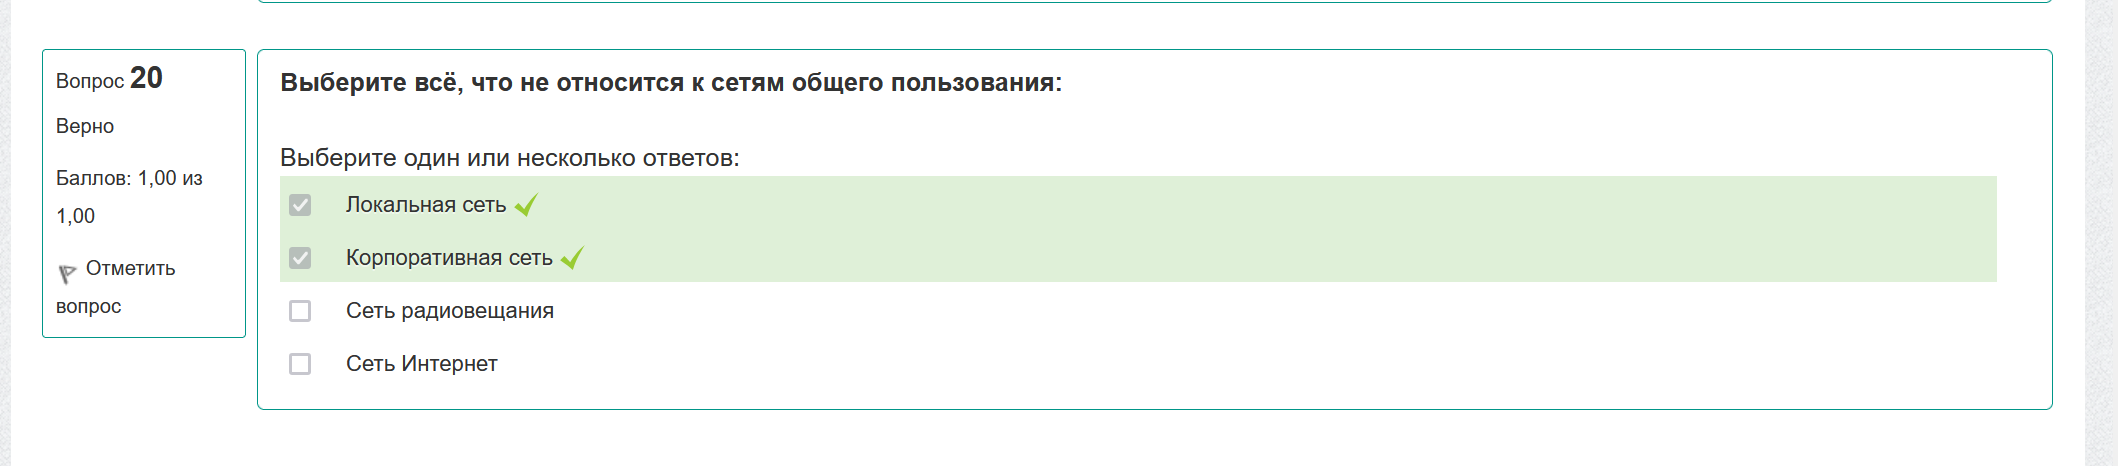 Вопрос 20
Верно
Баллов: 1,00 из
1,00
Отметить
вопрос
Выберите всё, что не относится к сетям общего пользования:
Выберите один или несколько ответов:
Локальная сеть
Корпоративная сеть
Сеть радиовещания
Сеть Интернет